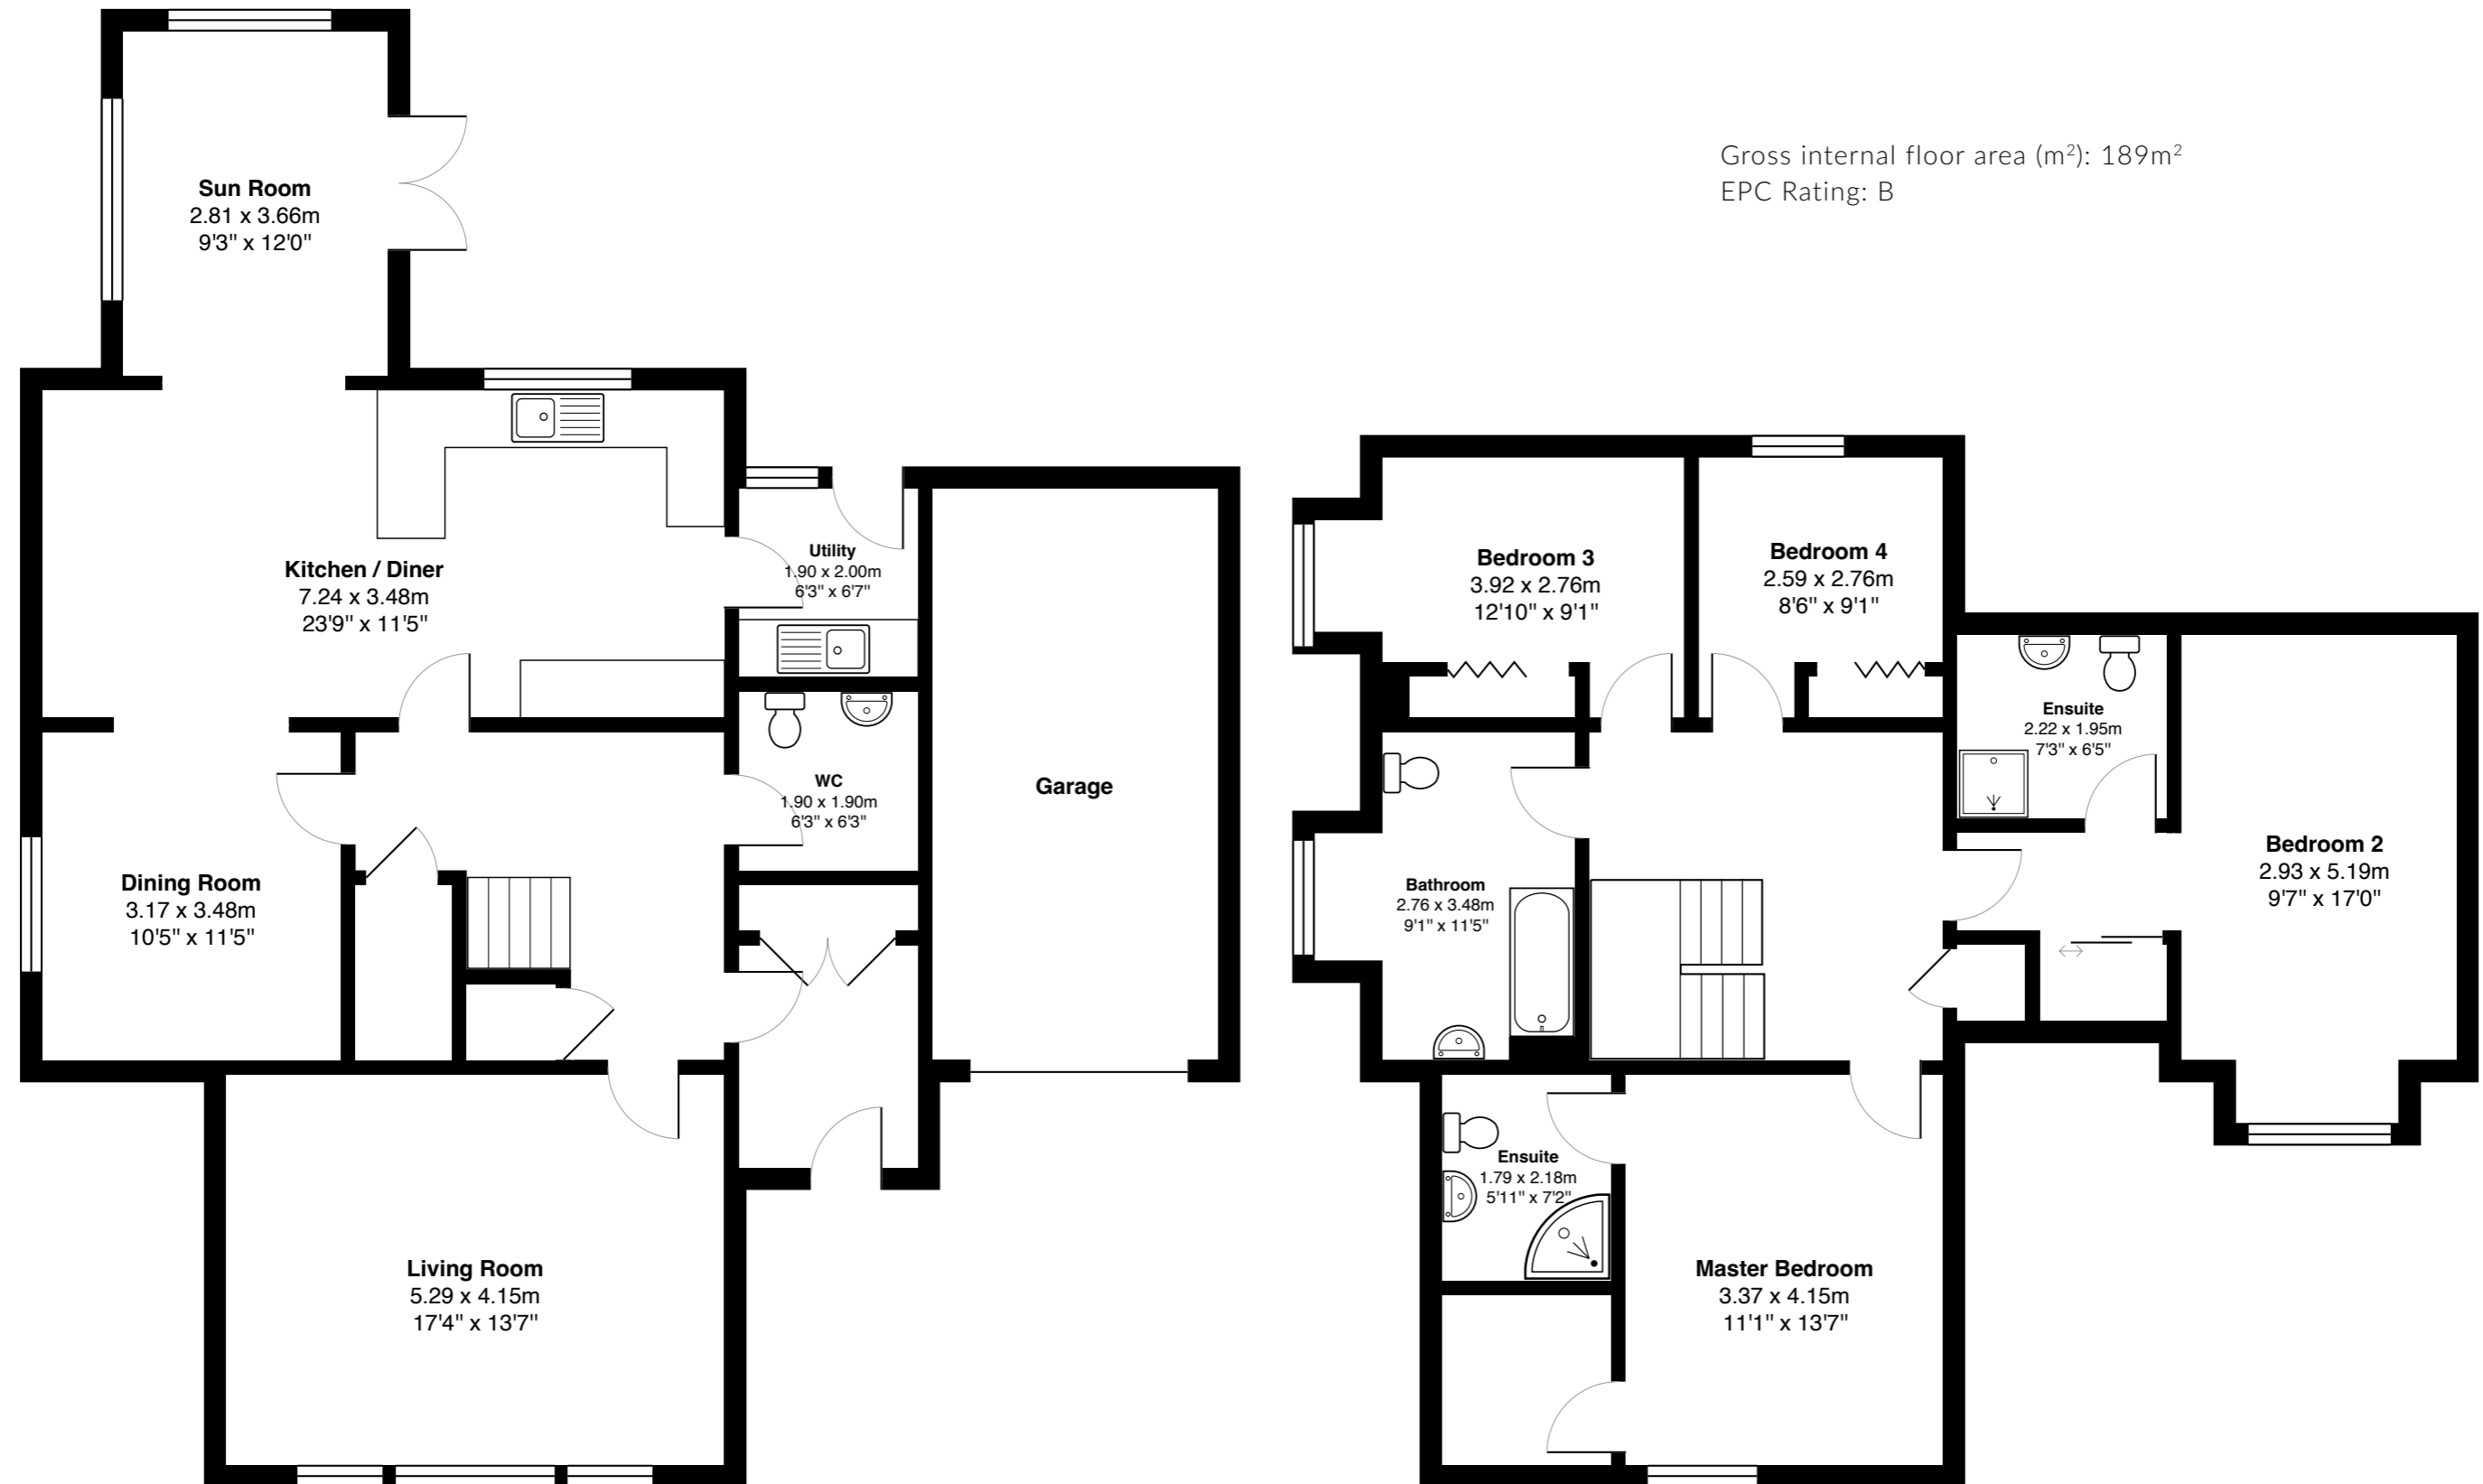 Gross internal floor area (m²): 189m²
EPC Rating: B
Sun Room
2.81 x 3.66m
9'3" x 12'0"
Kitchen / Diner
7.24 x 3.48m
23'9" x 11'5"
Utility
1.90 x 2.00m
6'3" x 6'7"
WC
1.90 x 1.90m
6'3" x 6'3"
Garage
Dining Room
3.17 x 3.48m
10'5" x 11'5"
Living Room
5.29 x 4.15m
17'4" x 13'7"
Bedroom 3
3.92 x 2.76m
12'10" x 9'1"
Bedroom 4
2.59 x 2.76m
8'6" x 9'1"
Ensuite
2.22 x 1.95m
7'3" x 6'5"
Bedroom 2
2.93 x 5.19m
9'7" x 17'0"
Bathroom
2.76 x 3.48m
9'1" x 11'5"
Ensuite
1.79 x 2.18m
5'11" x 7'2"
Master Bedroom
3.37 x 4.15m
11'1" x 13'7"